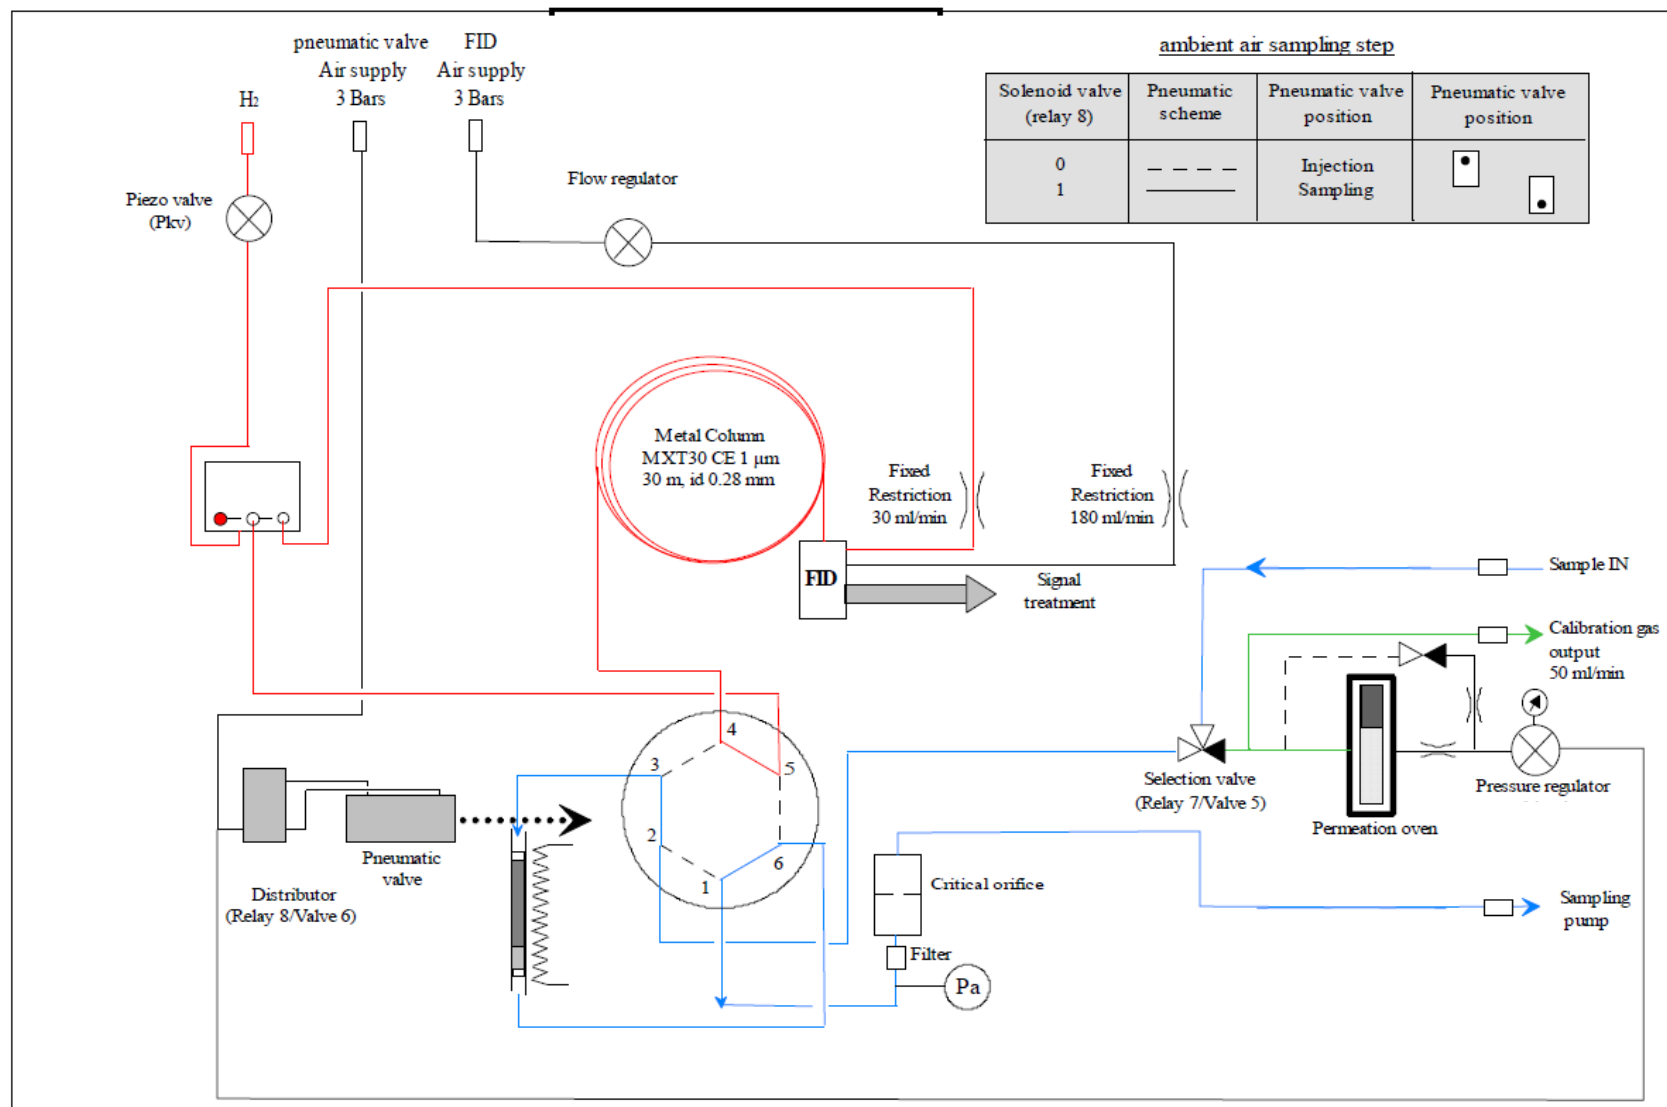 pneumatic valve
Air supply
3 Bars
FID
Air supply
3 Bars
H2
ambient air sampling step
Solenoid valve
(relay 8)
Pneumatic
scheme
Pneumatic valve
position
Pneumatic valve
position
0
Injection
1
Sampling
Piezo valve
(Pkv)
Flow regulator
Metal Column
MXT30 CE 1 µm
30 m, id 0.28 mm
Fixed
Restriction
30 ml/min
Fixed
Restriction
180 ml/min
FID
Signal
treatment
Sample IN
Calibration gas
output
50 ml/min
Selection valve
(Relay 7/Valve 5)
Pressure regulator
Permeation oven
4
3
5
2
6
1
Pneumatic
valve
Distributor
(Relay 8/Valve 6)
Critical orifice
Filter
Pa
Sampling
pump